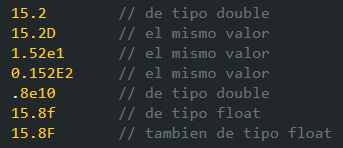 15.2 // de tipo double
15.2D // el mismo valor
1.52e1 // el mismo valor
0.152E2 // el mismo valor
.8e10 // de tipo double
15.8f // de tipo float
15.8F // tambien de tipo float